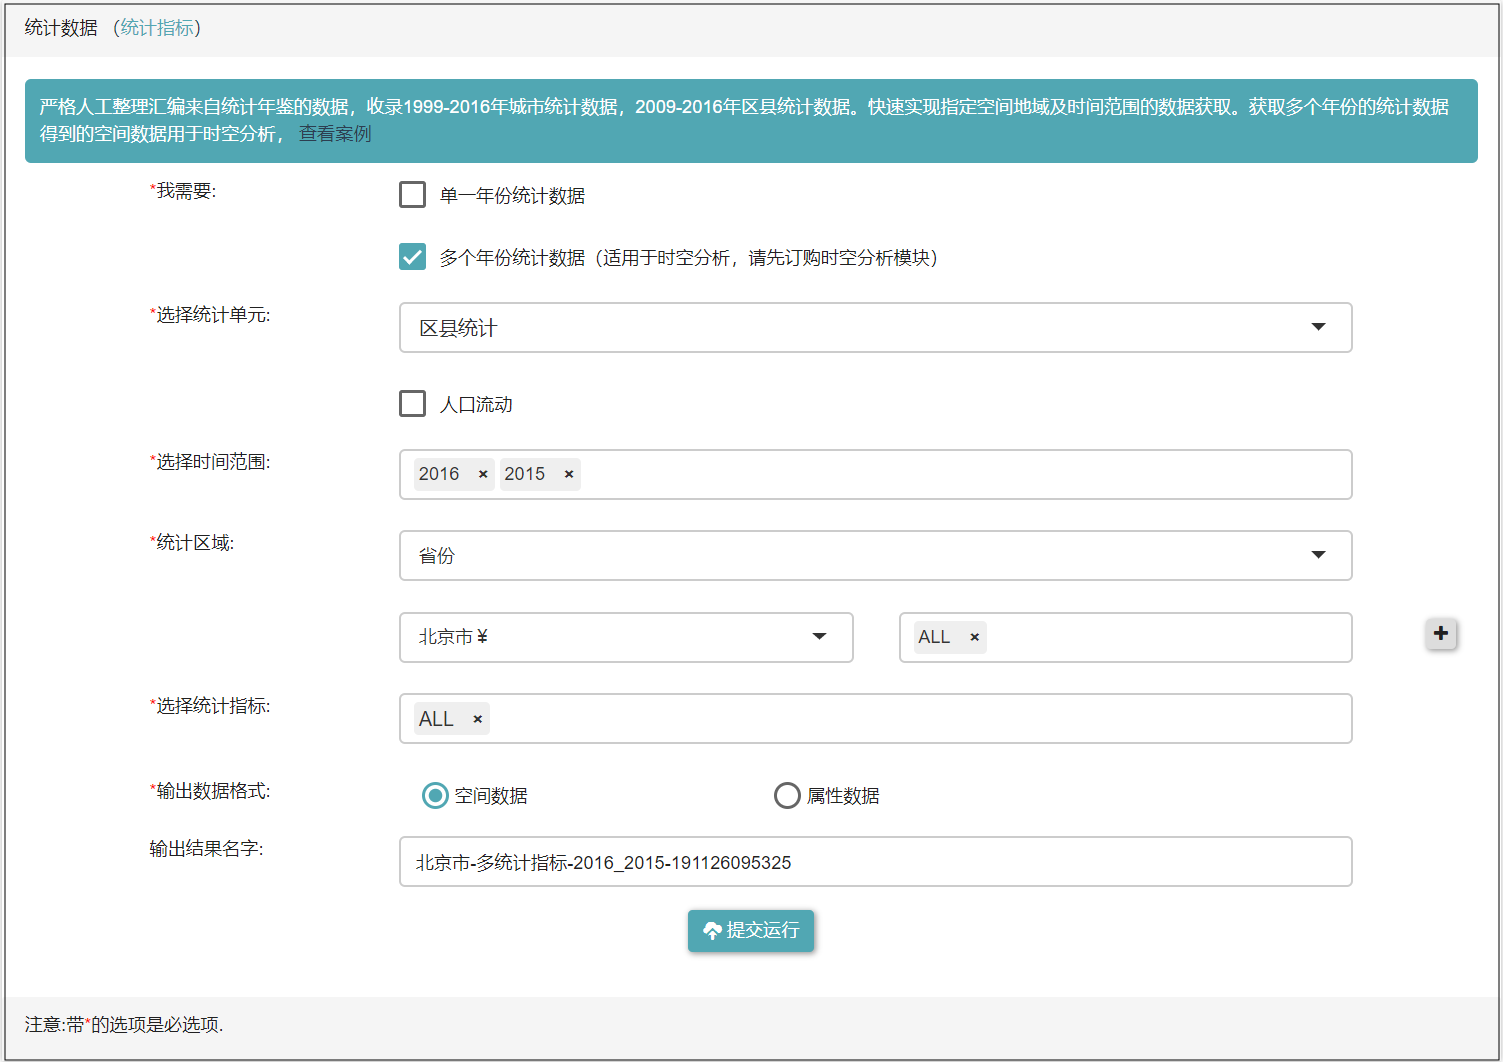 统计数据 （统计指标）
严格人工整理汇编来自统计年鉴的数据，收录1999-2016年城市统计数据，2009-2016年区县统计数据。快速实现指定空间地域及时间范围的数据获取。获取多个年份的统计数据
得到的空间数据用于时空分析， 查看案例
*我需要: 单一年份统计数据
多个年份统计数据（适用于时空分析，请先订购时空分析模块）
*选择统计单元: 区县统计
人口流动
*选择时间范围: 2016 × 2015 ×
*统计区域: 省份
北京市 ¥ ALL × +
*选择统计指标: ALL ×
*输出数据格式: 空间数据 属性数据
输出结果名字: 北京市-多统计指标-2016_2015-191126095325
提交运行
注意:带*的选项是必选项.